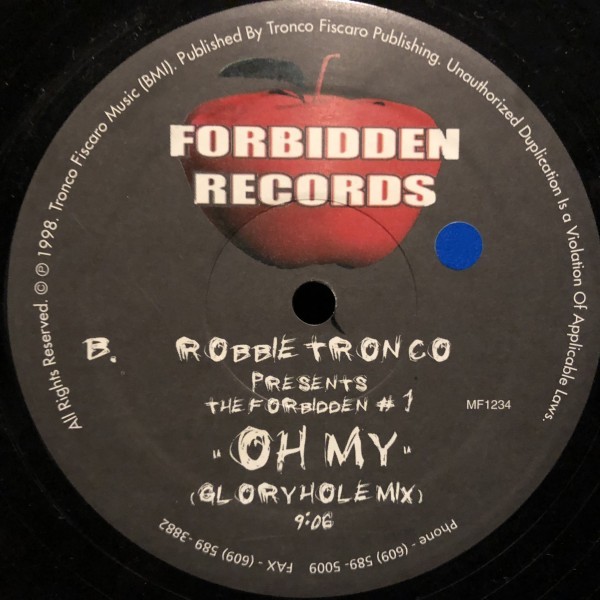 All Rights Reserved. © ℗ 1998. Tronco Fiscaro Music (BMI). Published By Tronco Fiscaro Publishing. Unauthorized Duplication Is a Violation Of Applicable Laws.
FORBIDDEN
RECORDS
B. ROBBIE TRONCO
PRESENTS
THE FORBIDDEN # 1
MF1234
"OH MY"
(GLORYHOLE MIX)
9:06
Phone - (609) 589- 5009 FAX - (609) 589 -3882